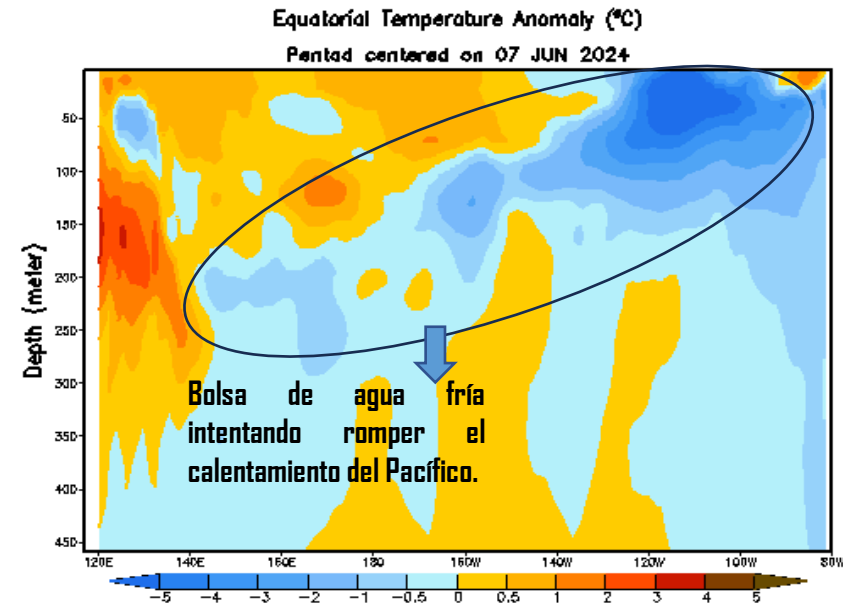 Equatorial Temperature Anomaly (°C)
Pentad centered on 07 JUN 2024
Depth (meter)
50
100
150
200
250
300
350
400
450
Bolsa de agua fría
intentando romper el
calentamiento del Pacífico.
120E 140E 160E 180 160W 140W 120W 100W 80W
-5 -4 -3 -2 -1 -0.5 0 0.5 1 2 3 4 5